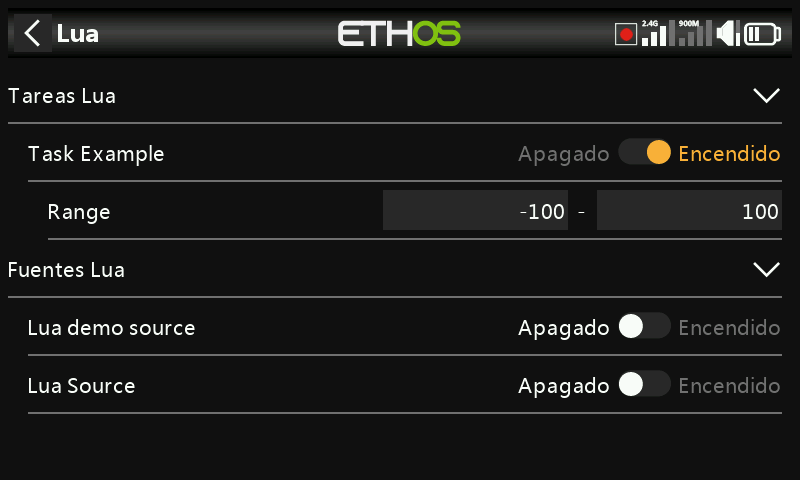 Lua
ETHOS
2.4G
900M
Tareas Lua
Task Example
Apagado
Encendido
Range
-100 - 100
Fuentes Lua
Lua demo source
Apagado
Encendido
Lua Source
Apagado
Encendido